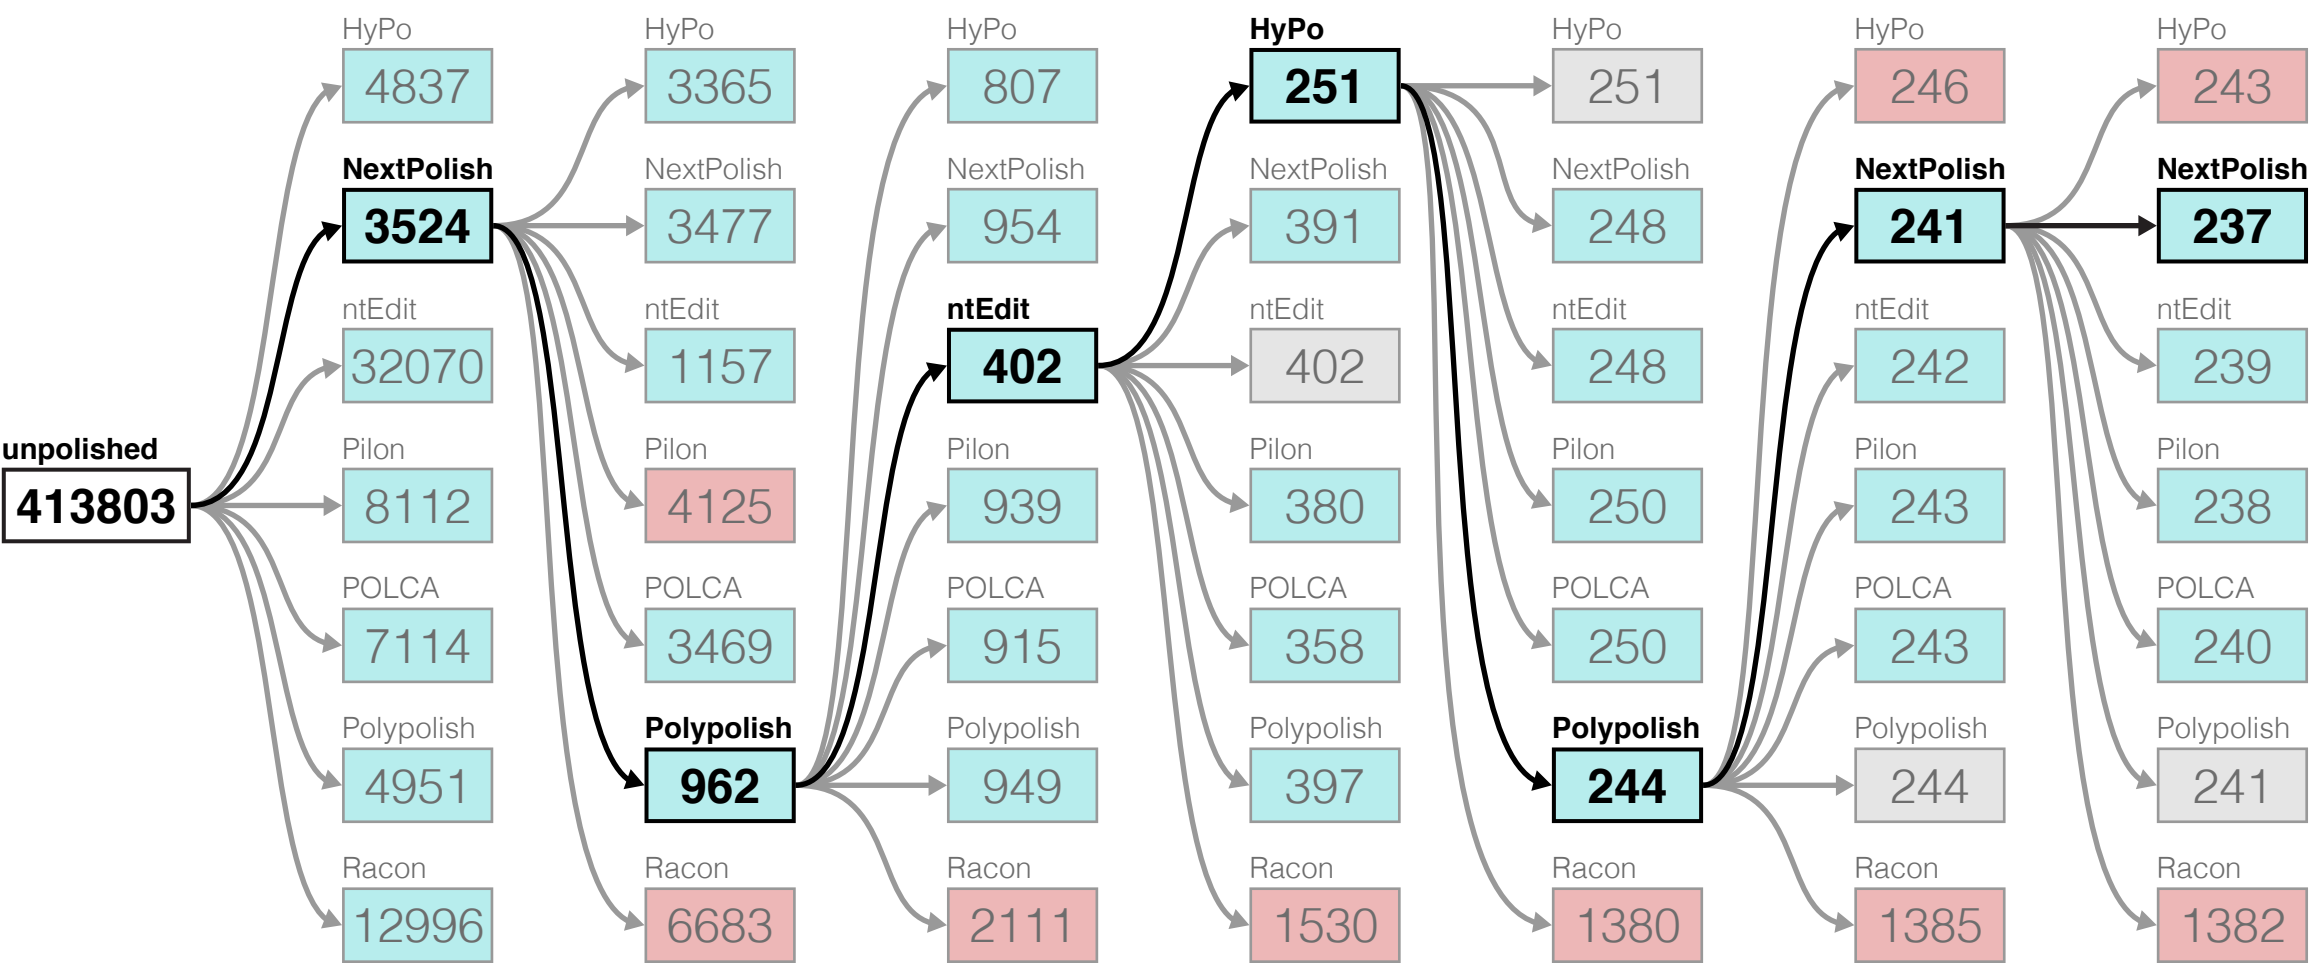 unpolished
413803
HyPo
4837
NextPolish
3524
ntEdit
32070
Pilon
8112
POLCA
7114
Polypolish
4951
Racon
12996
HyPo
3365
NextPolish
3477
ntEdit
1157
Pilon
4125
POLCA
3469
Polypolish
962
Racon
6683
HyPo
807
NextPolish
954
ntEdit
402
Pilon
939
POLCA
915
Polypolish
949
Racon
2111
HyPo
251
NextPolish
391
ntEdit
402
Pilon
380
POLCA
358
Polypolish
397
Racon
1530
HyPo
251
NextPolish
248
ntEdit
248
Pilon
250
POLCA
250
Polypolish
244
Racon
1380
HyPo
246
NextPolish
241
ntEdit
242
Pilon
243
POLCA
243
Polypolish
244
Racon
1385
HyPo
243
NextPolish
237
ntEdit
239
Pilon
238
POLCA
240
Polypolish
241
Racon
1382